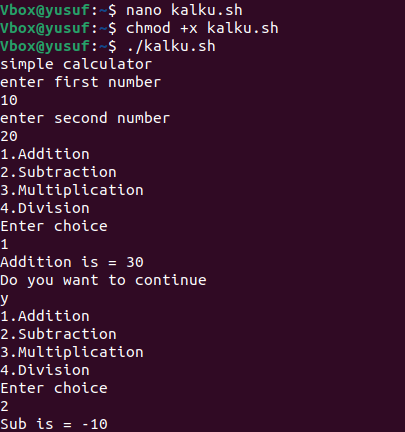 Vbox@yusuf:~$ nano kalku.sh
Vbox@yusuf:~$ chmod +x kalku.sh
Vbox@yusuf:~$ ./kalku.sh
simple calculator
enter first number
10
enter second number
20
1.Addition
2.Subtraction
3.Multiplication
4.Division
Enter choice
1
Addition is = 30
Do you want to continue
y
1.Addition
2.Subtraction
3.Multiplication
4.Division
Enter choice
2
Sub is = -10